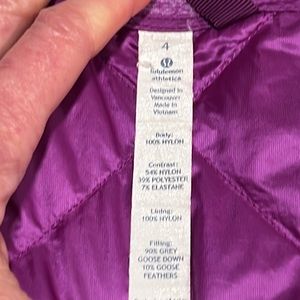 4
lululemon
athletica
Designed in
Vancouver
Made in
Vietnam
Body:
100% NYLON
Contrast:
54% NYLON
39% POLYESTER
7% ELASTANE
Lining:
100% NYLON
Filling:
90% GREY
GOOSE DOWN
10% GOOSE
FEATHERS